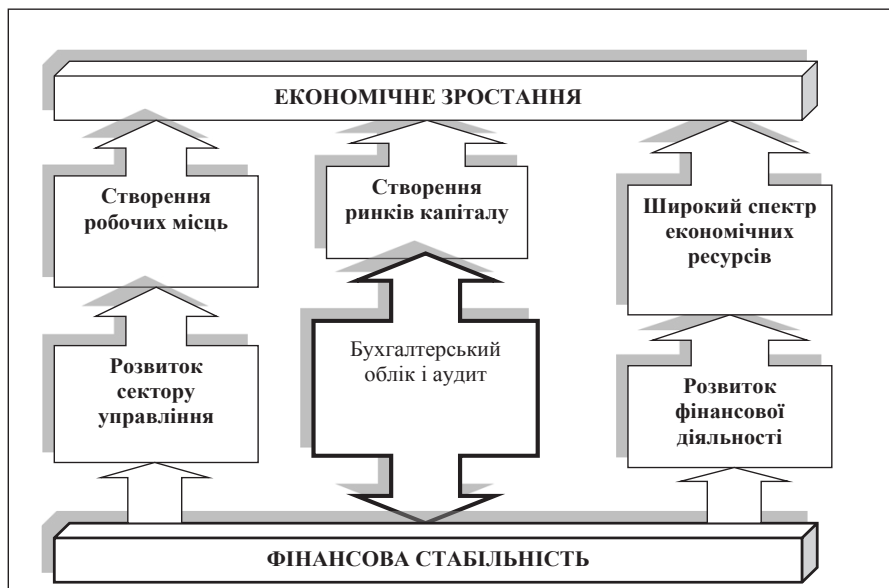 ЕКОНОМІЧНЕ ЗРОСТАННЯ
Створення
робочих місць
Створення
ринків капіталу
Широкий спектр
економічних
ресурсів
Розвиток
сектору
управління
Бухгалтерський
облік і аудит
Розвиток
фінансової
діяльності
ФІНАНСОВА СТАБІЛЬНІСТЬ